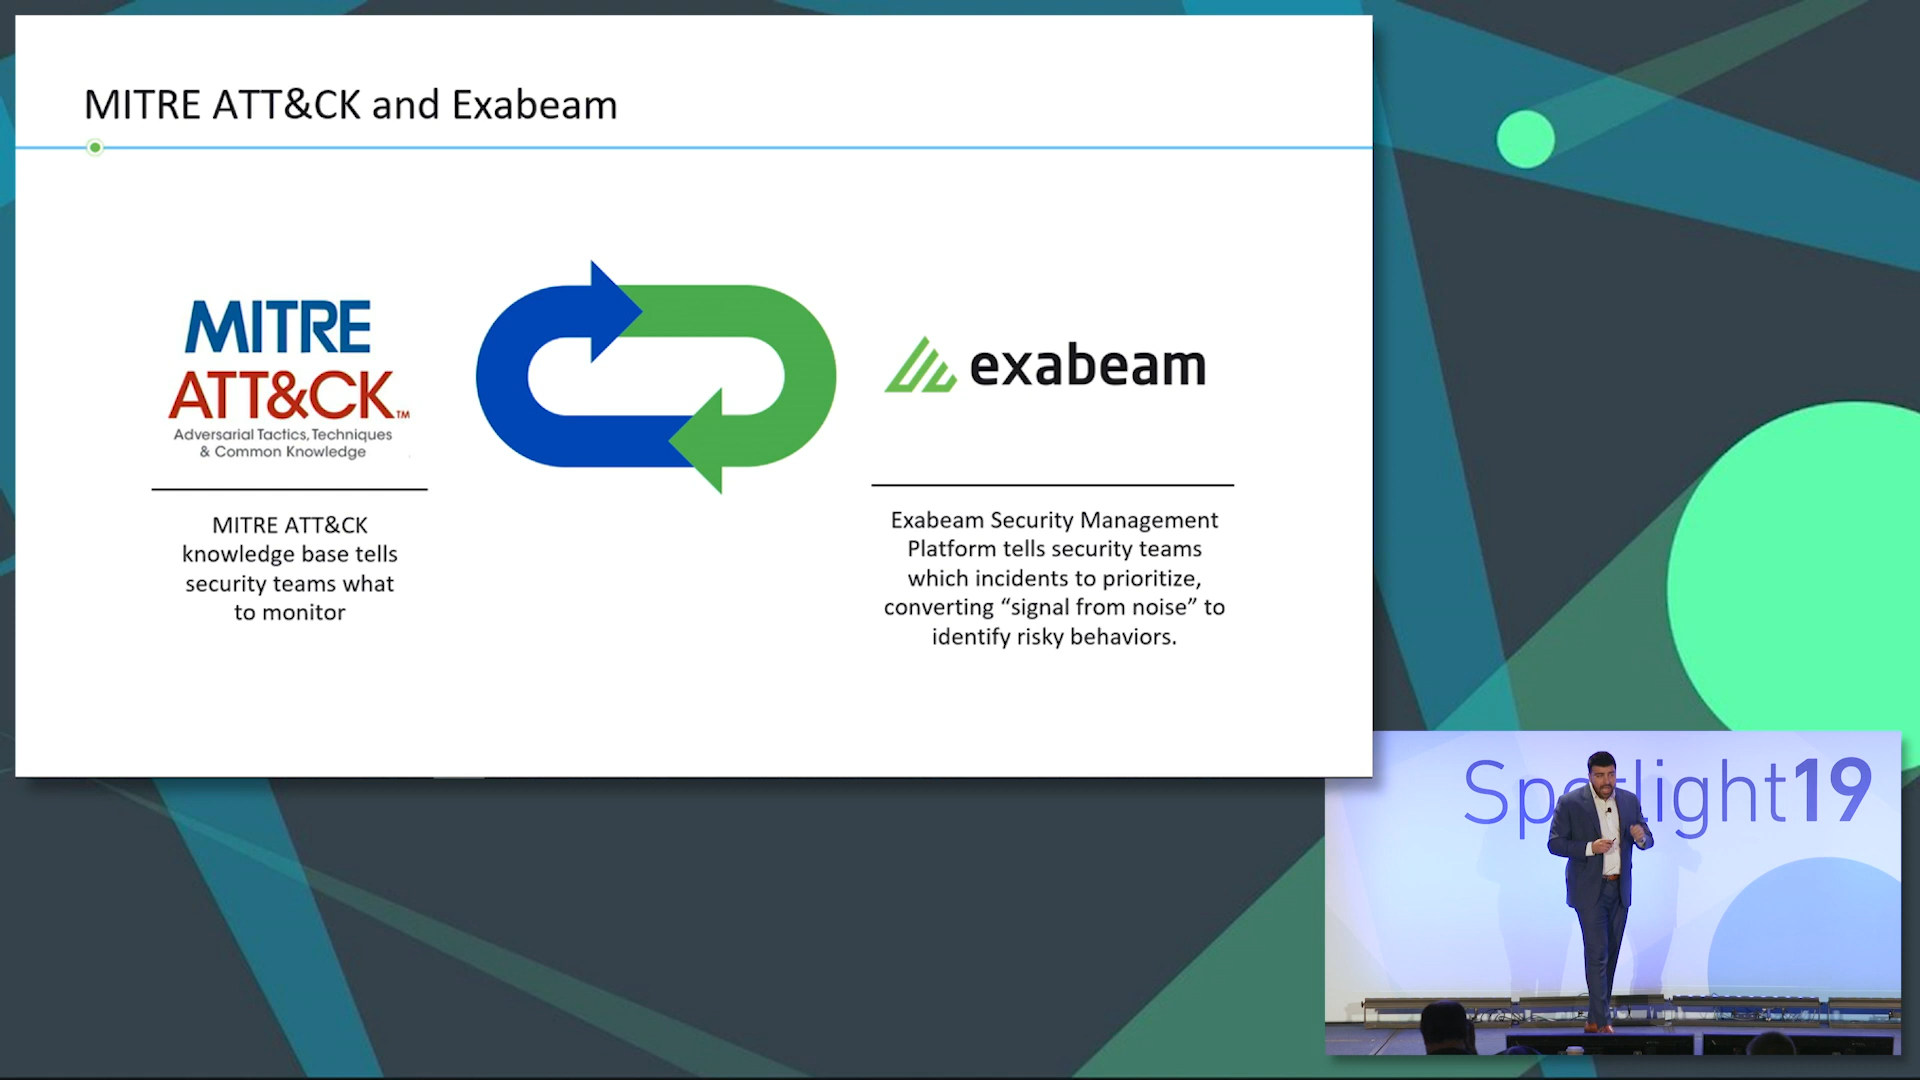 MITRE ATT&CK and Exabeam
MITRE
ATT&CK™
Adversarial Tactics, Techniques
& Common Knowledge
MITRE ATT&CK
knowledge base tells
security teams what
to monitor
exabeam
Exabeam Security Management
Platform tells security teams
which incidents to prioritize,
converting “signal from noise” to
identify risky behaviors.
Spotlight19